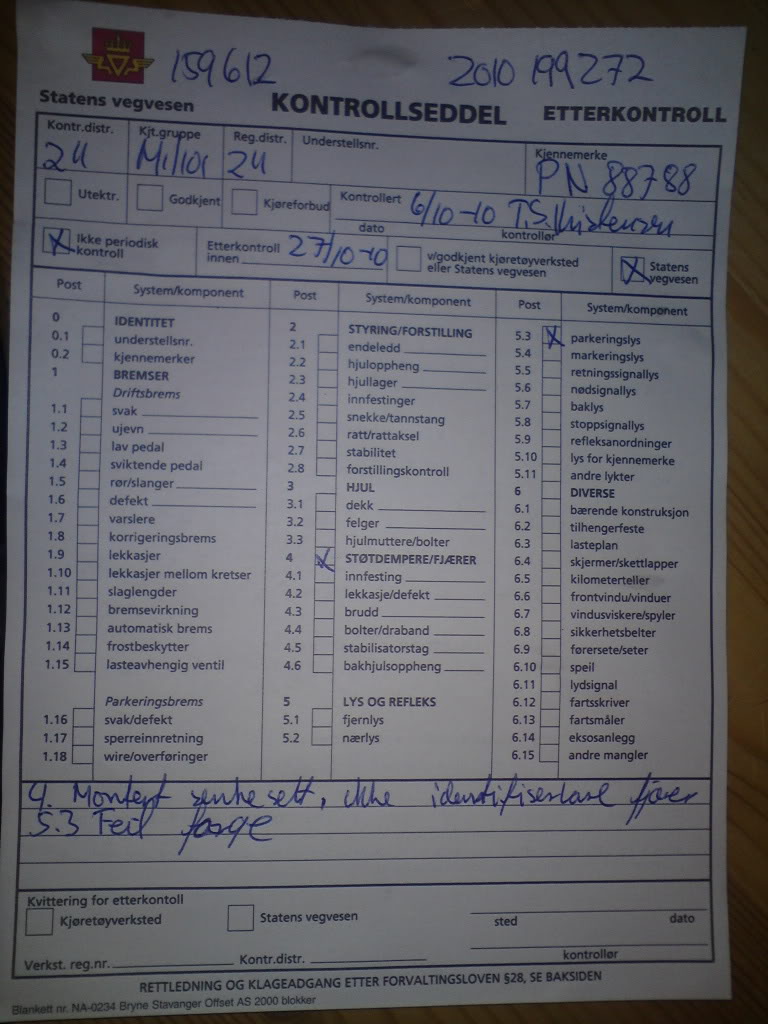 159612 2010 199272
Statens vegvesen KONTROLLSEDDEL ETTERKONTROLL
Kontr.distr. Kjt.gruppe Reg.distr. Understellsnr. Kjennemerke
24 M1/101 24 PN 88788
Utektr. Godkjent Kjøreforbud Kontrollert 6/10-10 T.S.
dato kontrollør
Ikke periodisk kontroll Etterkontroll innen 27/10-10 v/godkjent kjøretøyverksted eller Statens vegvesen Statens vegvesen
Post System/komponent Post System/komponent Post System/komponent
0 IDENTITET
0.1 understellsnr.
0.2 kjennemerker
1 BREMSER
Driftsbrems
1.1 svak
1.2 ujevn
1.3 lav pedal
1.4 sviktende pedal
1.5 rør/slanger
1.6 defekt
1.7 varslere
1.8 korrigeringsbrems
1.9 lekkasjer
1.10 lekkasjer mellom kretser
1.11 slaglengder
1.12 bremsevirkning
1.13 automatisk brems
1.14 frostbeskytter
1.15 lasteavhengig ventil
Parkeringsbrems
1.16 svak/defekt
1.17 sperreinnretning
1.18 wire/overføringer
2 STYRING/FORSTILLING
2.1 endeledd
2.2 hjuloppheng
2.3 hjullager
2.4 innfestinger
2.5 snekke/tannstang
2.6 ratt/rattaksel
2.7 stabilitet
2.8 forstillingskontroll
3 HJUL
3.1 dekk
3.2 felger
3.3 hjulmuttere/bolter
4 STØTDEMPERE/FJÆRER
4.1 innfesting
4.2 lekkasje/defekt
4.3 brudd
4.4 bolter/draband
4.5 stabilisatorstag
4.6 bakhjulsoppheng
5 LYS OG REFLEKS
5.1 fjernlys
5.2 nærlys
5.3 parkeringslys
5.4 markeringslys
5.5 retningssignallys
5.6 nødsignallys
5.7 baklys
5.8 stoppsignallys
5.9 refleksanordninger
5.10 lys for kjennemerke
5.11 andre lykter
6 DIVERSE
6.1 bærende konstruksjon
6.2 tilhengerfeste
6.3 lasteplan
6.4 skjermer/skettlapper
6.5 kilometerteller
6.6 frontvindu/vinduer
6.7 vindusviskere/spyler
6.8 sikkerhetsbelter
6.9 førersete/seter
6.10 speil
6.11 lydsignal
6.12 fartsskriver
6.13 fartsmåler
6.14 eksosanlegg
6.15 andre mangler
4. Montert senkesett, ikke identifiserbare fjører
5.3 Feil farge
Kvittering for etterkontoll
Kjøretøyverksted Statens vegvesen sted dato
Verkst. reg.nr. Kontr.distr. kontrollør
RETTLEDNING OG KLAGEADGANG ETTER FORVALTINGSLOVEN §28, SE BAKSIDEN
Blankett nr. NA-0234 Bryne Stavanger Offset AS 2000 blokker